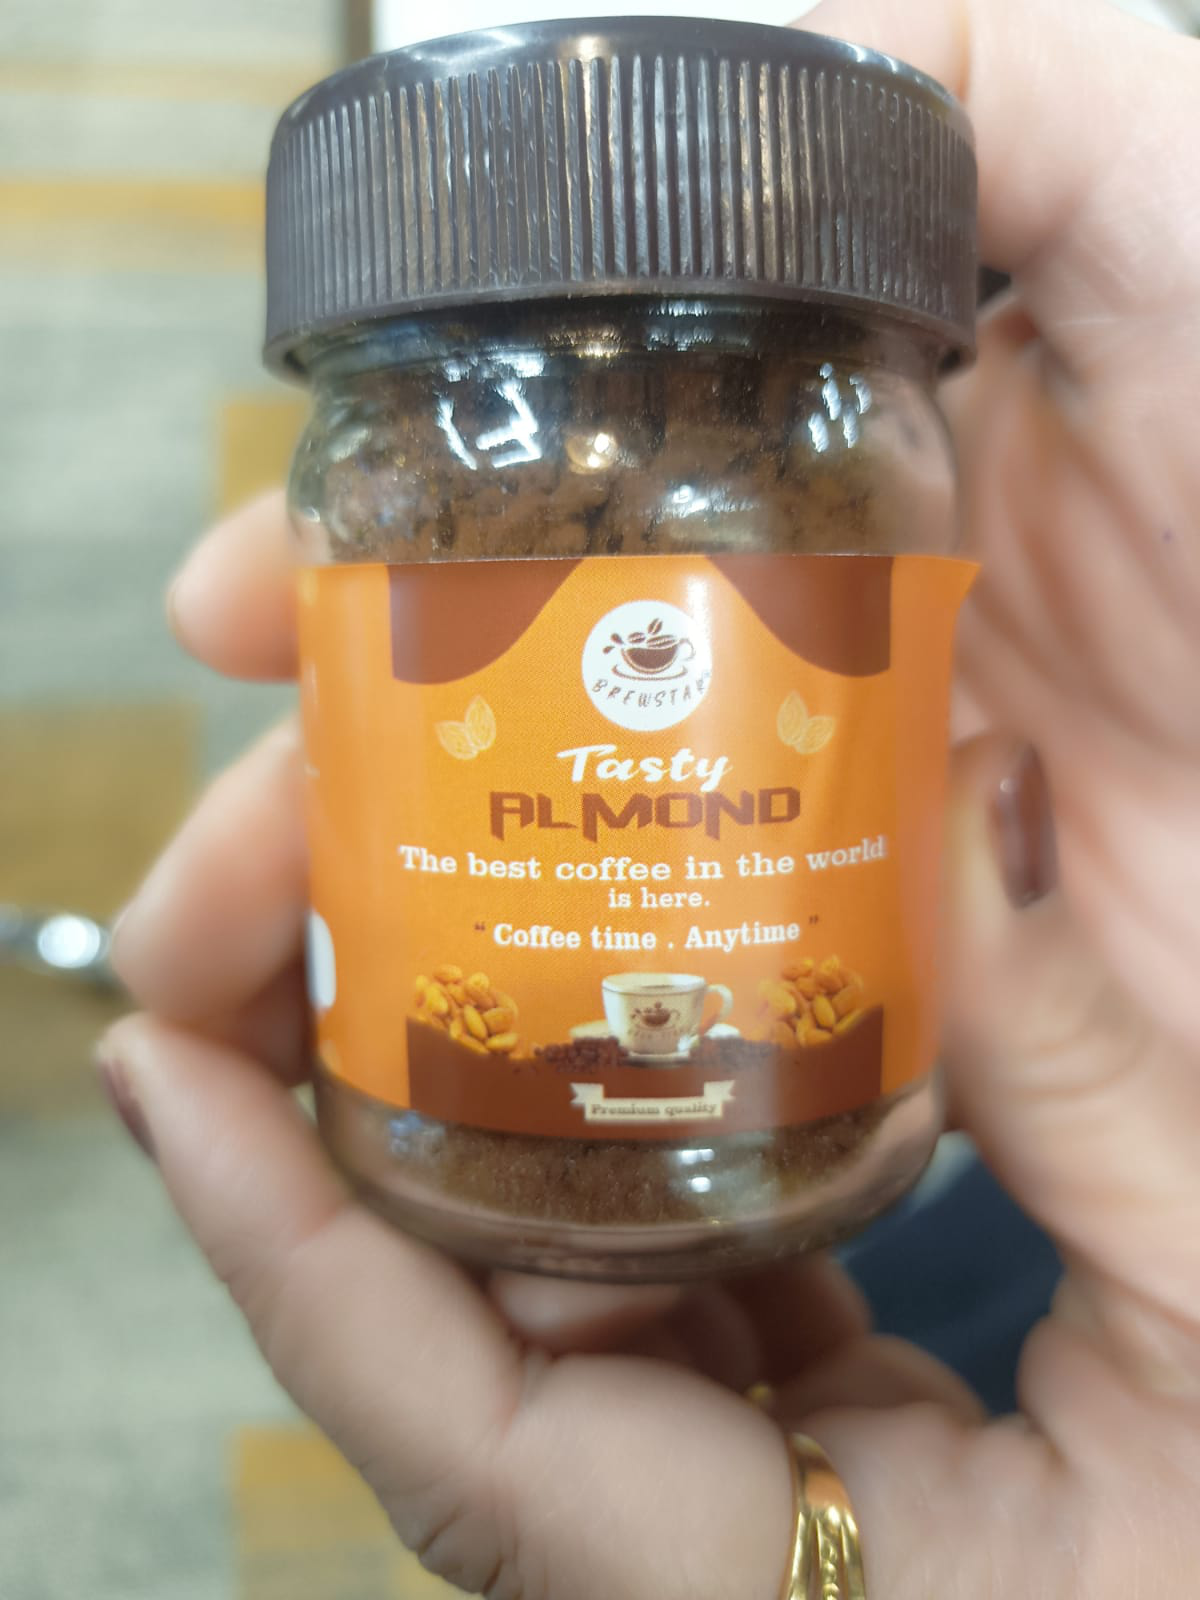 BREWSTAR
Tasty
ALMOND
The best coffee in the world
is here.
“ Coffee time . Anytime ”
Premium quality